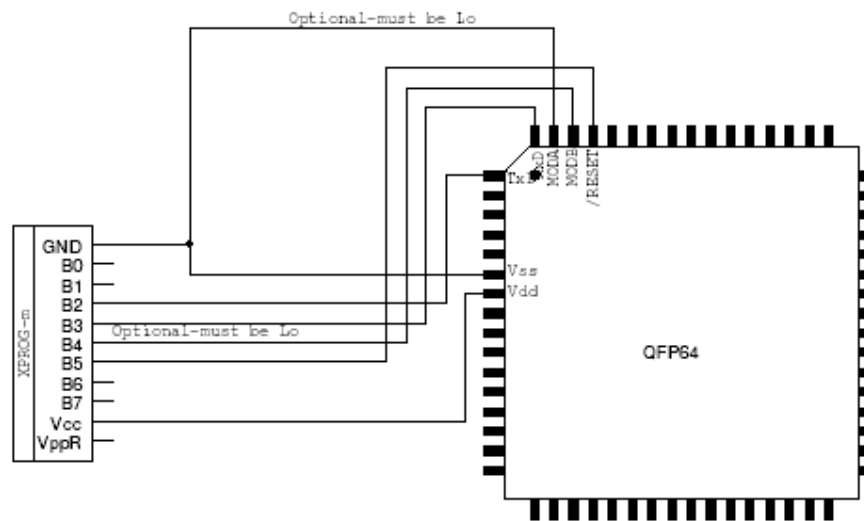 Optional-must be Lo
TxD
MODA
MODB
/RESET
Vss
Vdd
QFP64
XPROG-m
GND
B0
B1
B2
B3
Optional-must be Lo
B4
B5
B6
B7
Vcc
VppR